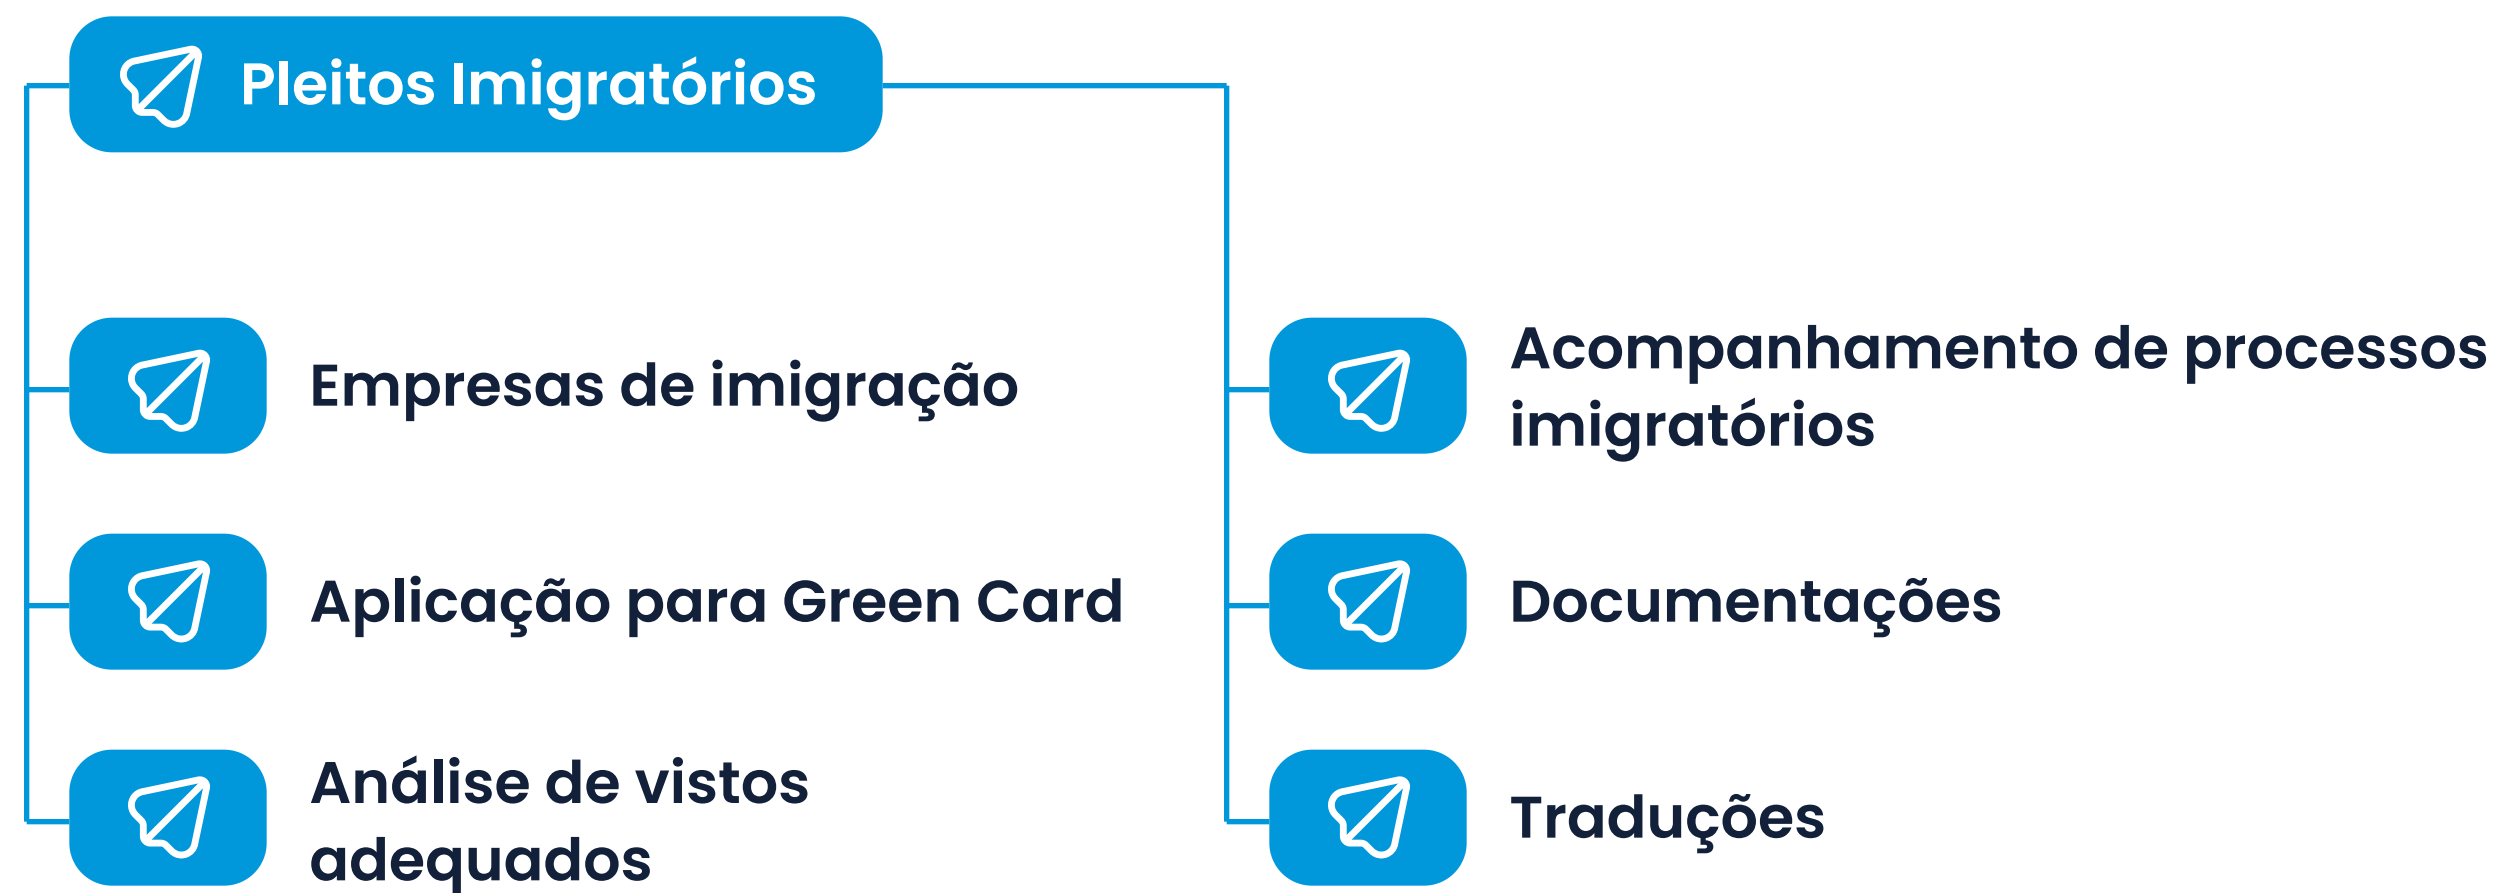 Pleitos Imigratórios
Empresas de imigração
Aplicação para Green Card
Análise de vistos
adequados
Acompanhamento de processos
imigratórios
Documentações
Traduções